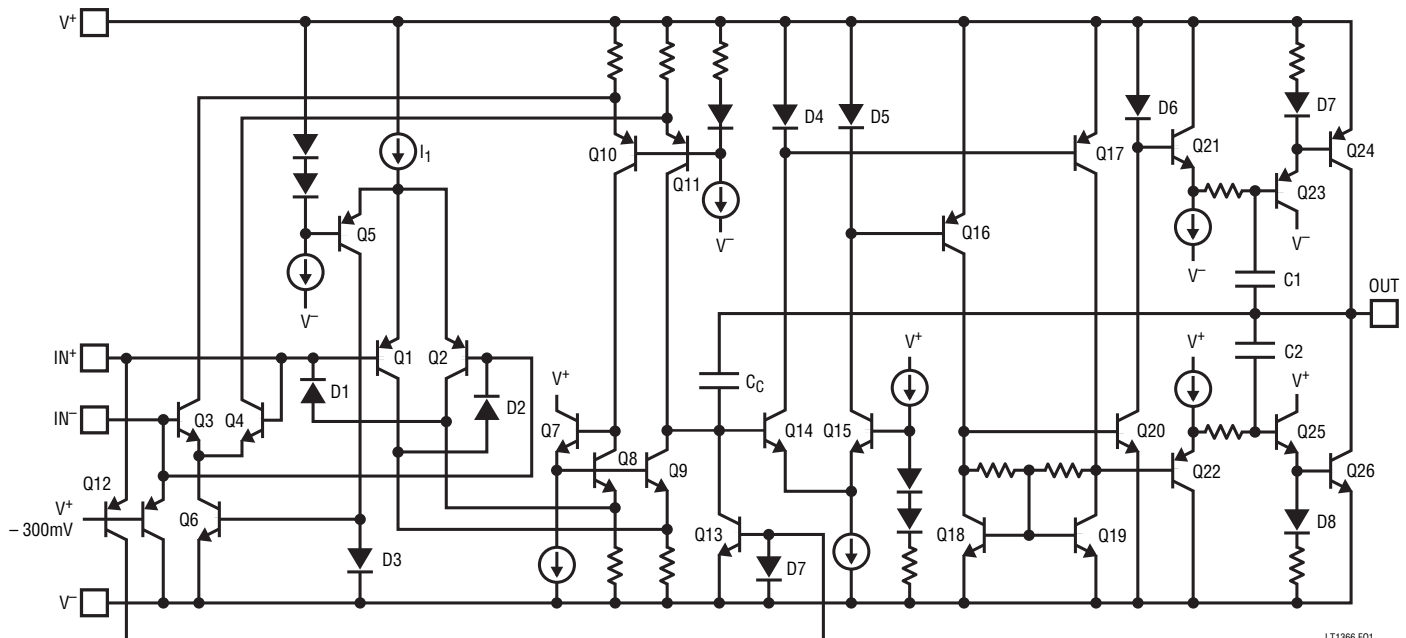 V+
Q10
Q11
I1
D4
D5
Q17
D6
Q21
D7
Q24
Q5
V–
V–
Q16
V–
Q23
V–
C1
OUT
IN+
Q1
Q2
D1
D2
V+
CC
V+
V+
C2
V+
IN–
Q3
Q4
Q7
Q8
Q9
Q14
Q15
Q20
Q22
Q25
Q26
Q12
V+
– 300mV
Q6
D3
Q13
D7
Q18
Q19
D8
V–
LT1366 F01